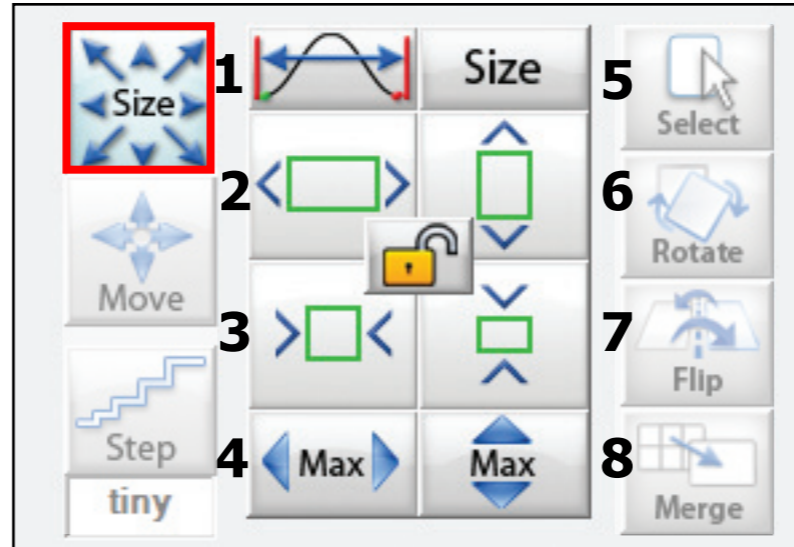 Size
Move
Step
tiny
1
Size
2
3
4
Max
Max
5
Select
6
Rotate
7
Flip
8
Merge